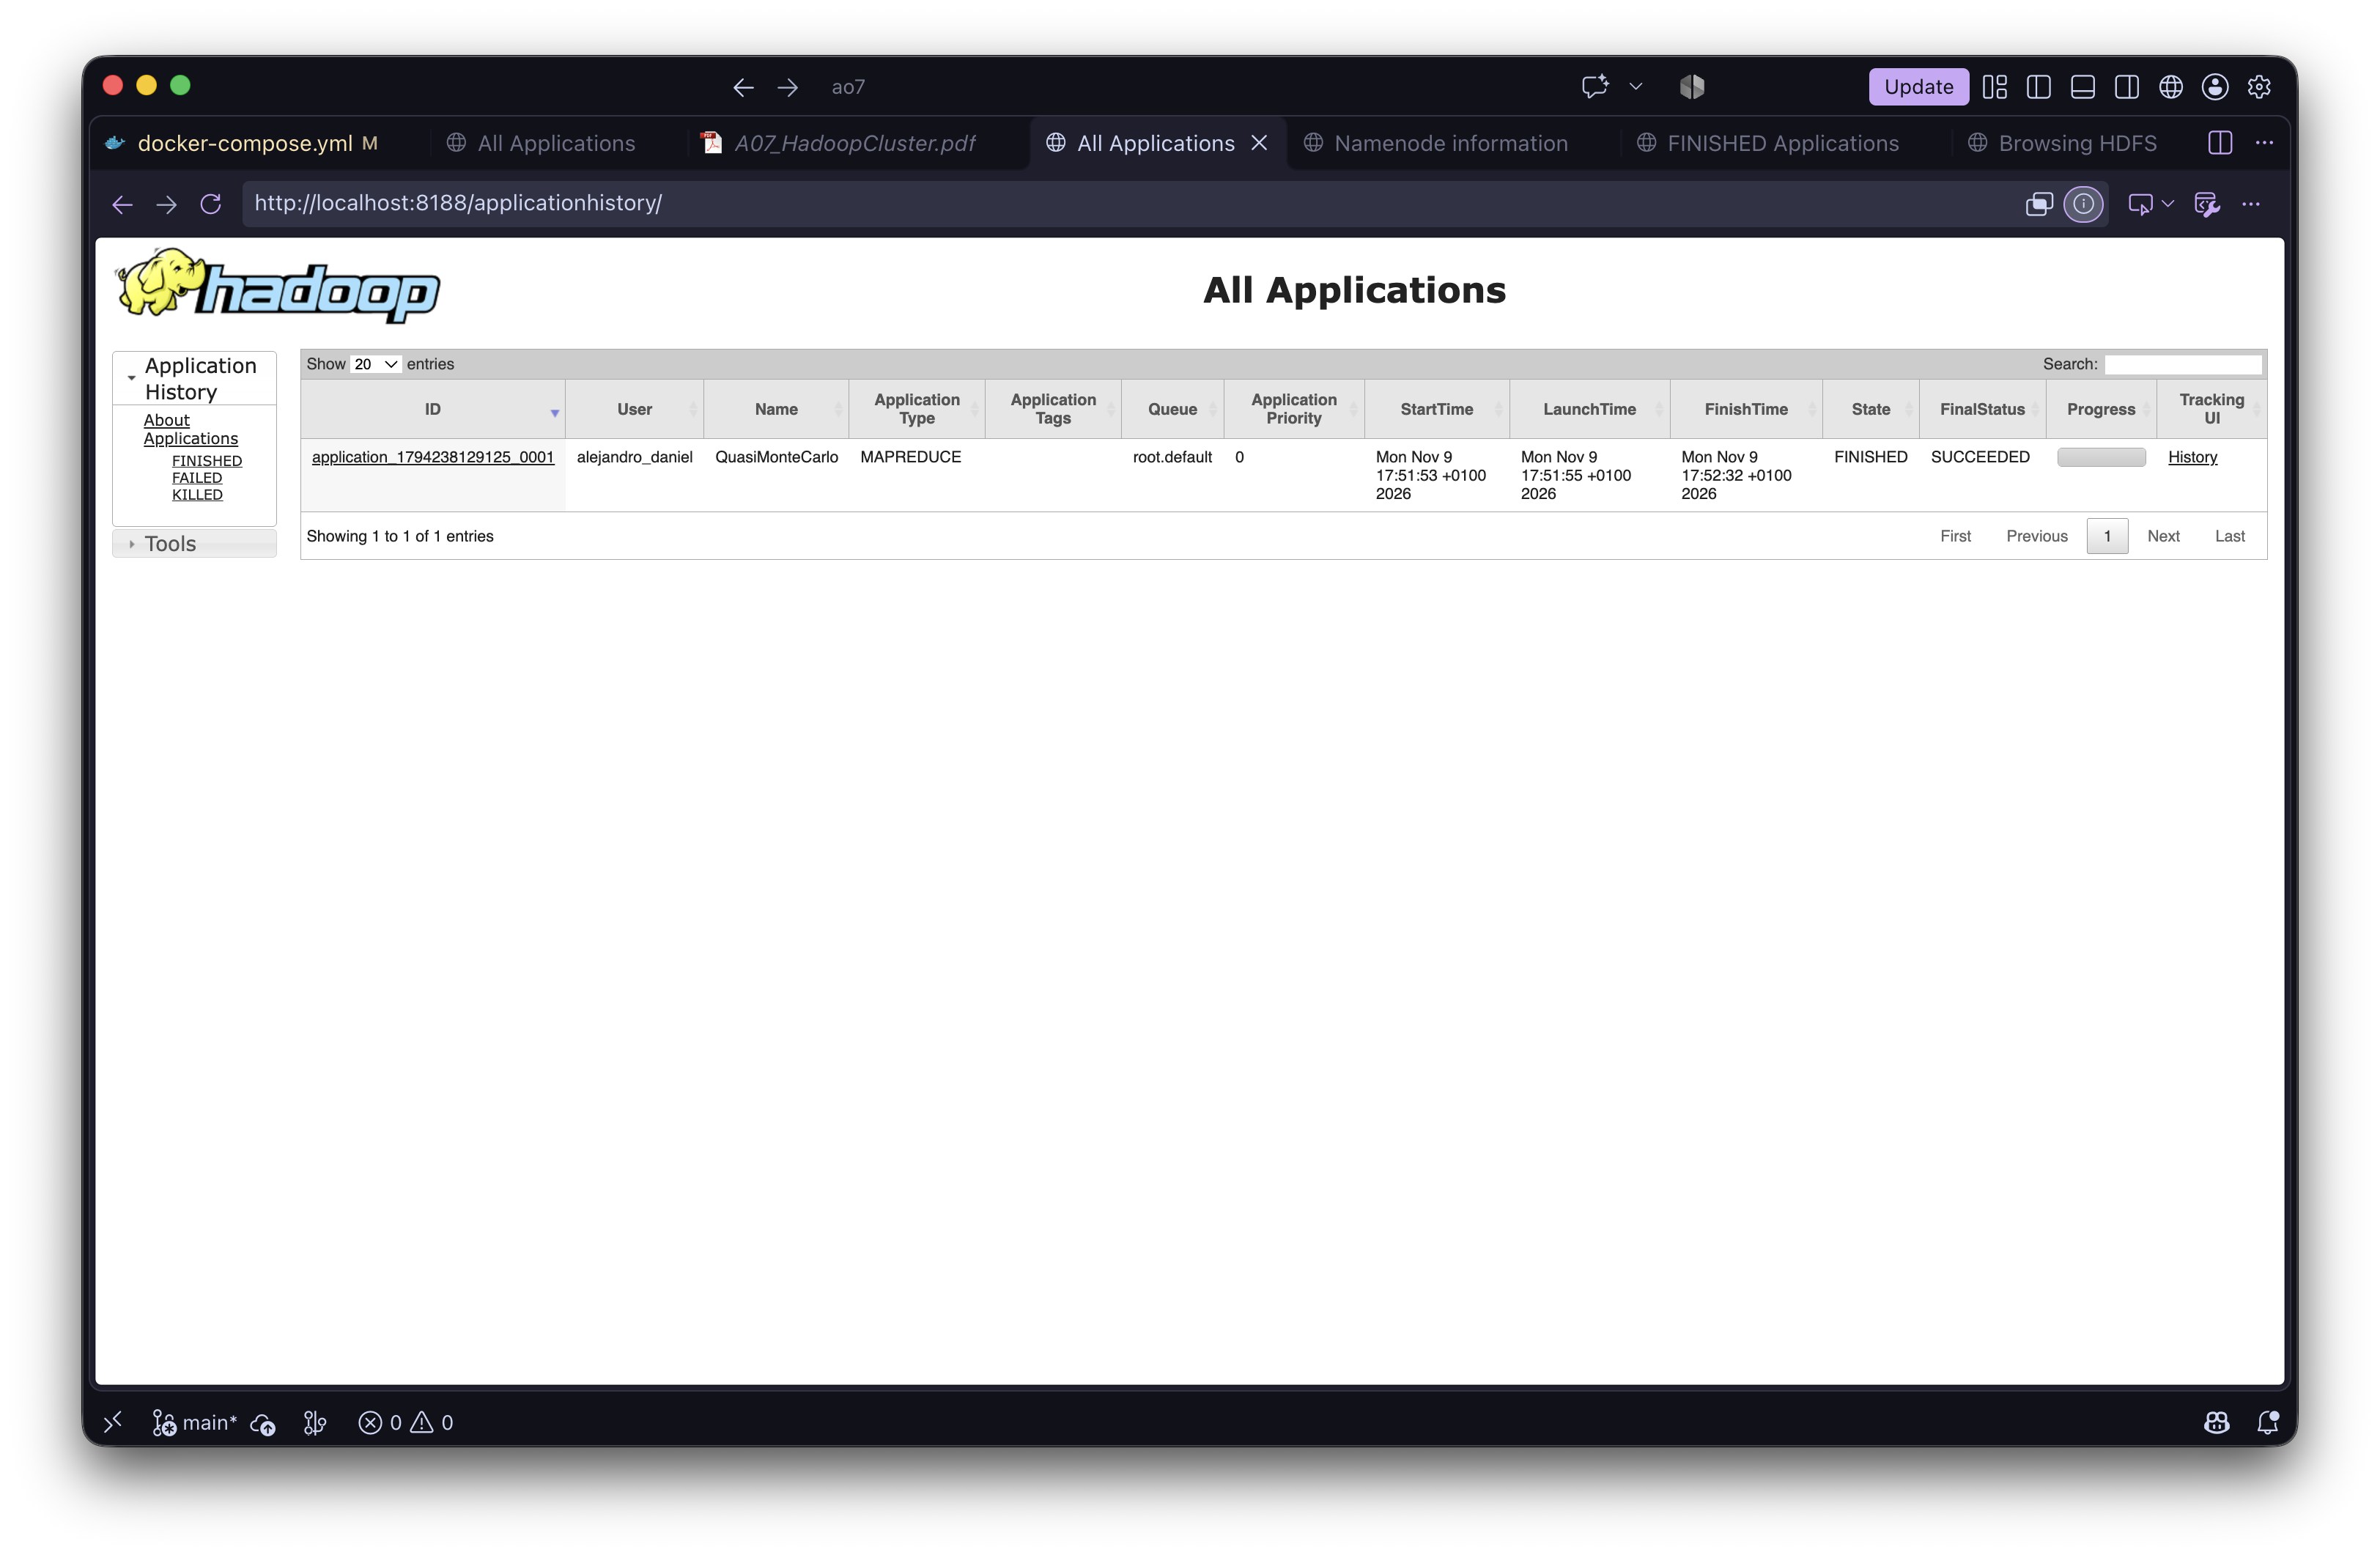 ao7
Update
docker-compose.yml M
All Applications
A07_HadoopCluster.pdf
All Applications
Namenode information
FINISHED Applications
Browsing HDFS
http://localhost:8188/applicationhistory/
hadoop
All Applications
Application
History
About
Applications
FINISHED
FAILED
KILLED
Tools
Show 20 entries
Search:
ID
User
Name
Application
Type
Application
Tags
Queue
Application
Priority
StartTime
LaunchTime
FinishTime
State
FinalStatus
Progress
Tracking
UI
application_1794238129125_0001
alejandro_daniel
QuasiMonteCarlo
MAPREDUCE
root.default
0
Mon Nov 9
17:51:53 +0100
2026
Mon Nov 9
17:51:55 +0100
2026
Mon Nov 9
17:52:32 +0100
2026
FINISHED
SUCCEEDED
History
Showing 1 to 1 of 1 entries
First
Previous
1
Next
Last
main*
0
0